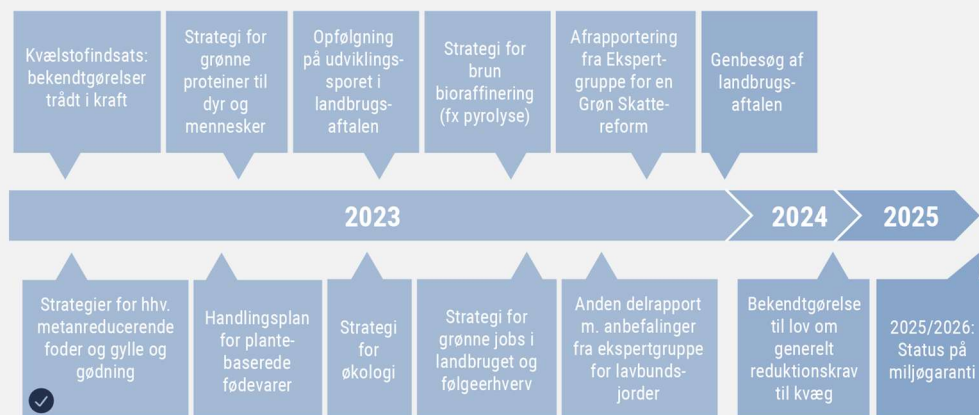 Kvælstofindsats:
bekendtgørelser
trådt i kraft
Strategi for
grønne
proteiner til
dyr og
mennesker
Opfølgning
på udviklings-
sporet i
landbrugs-
aftalen
Strategi for
brun
bioraffinering
(fx pyrolyse)
Afrapportering
fra Ekspert-
gruppe for en
Grøn Skatte-
reform
Genbesøg af
landbrugs-
aftalen
2023
2024
2025
Strategier for hhv.
metanreducerende
foder og gylle og
gødning
Handlingsplan
for plante-
baserede
fødevarer
Strategi
for
økologi
Strategi for
grønne jobs i
landbruget og
følgeerhverv
Anden delrapport
m. anbefalinger
fra ekspertgruppe
for lavbunds-
jorder
Bekendtgørelse
til lov om
generelt
reduktionskrav
til kvæg
2025/2026:
Status på
miljøgaranti